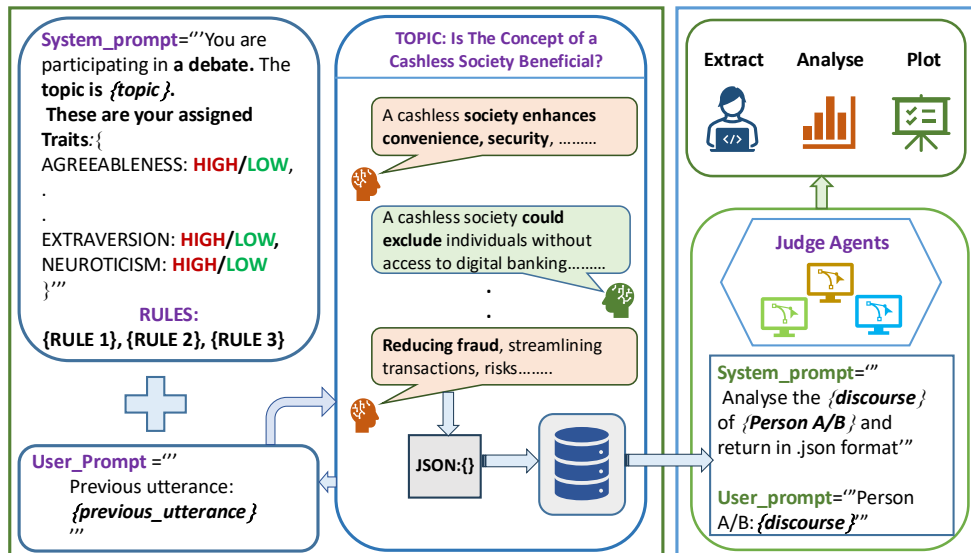 System_prompt="'You are
participating in a debate. The
topic is {topic}.
These are your assigned
Traits:{
AGREEABLENESS: HIGH/LOW,
.
.
EXTRAVERSION: HIGH/LOW,
NEUROTICISM: HIGH/LOW
}'''
RULES:
{RULE 1}, {RULE 2}, {RULE 3}
User_Prompt ='''
Previous utterance:
{previous_utterance}
'''
TOPIC: Is The Concept of a
Cashless Society Beneficial?
A cashless society enhances
convenience, security, ………
A cashless society could
exclude individuals without
access to digital banking………
.
.
Reducing fraud, streamlining
transactions, risks……..
JSON:{}
Extract
Analyse
Plot
</>
Judge Agents
System_prompt='"
Analyse the {discourse}
of {Person A/B} and
return in .json format'"
User_prompt='"Person
A/B: {discourse}'"